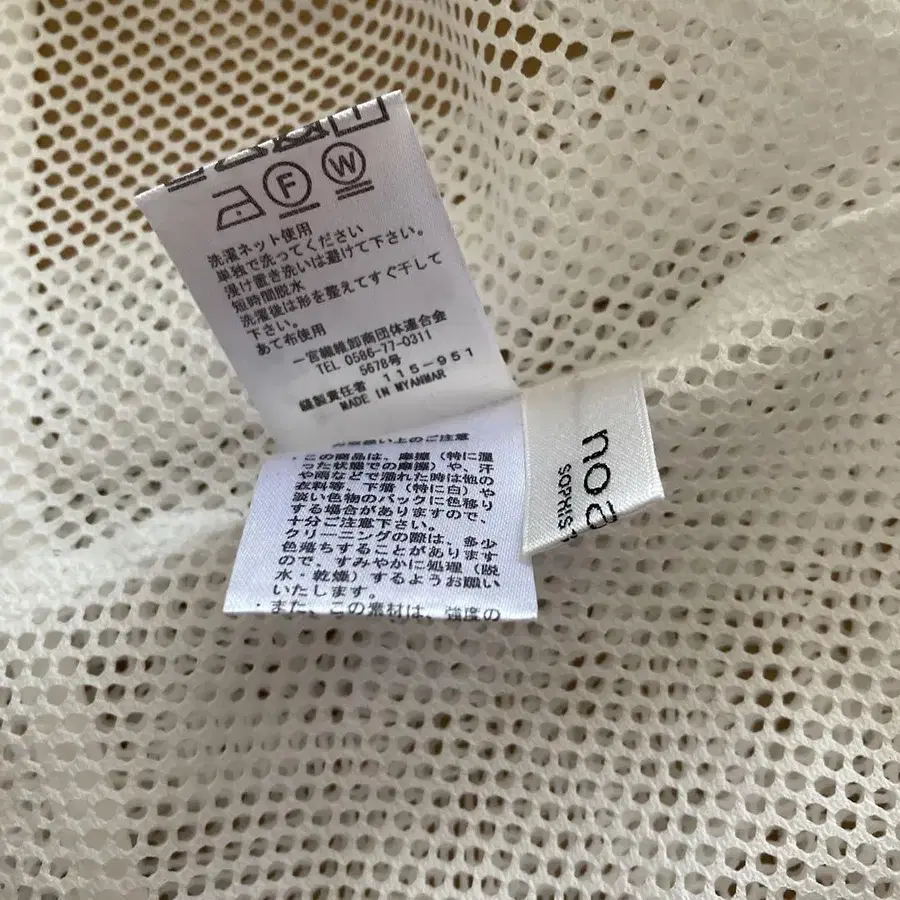 F W
洗濯ネット使用
単独で洗ってください
浸け置き洗いは避けて下さい。
短時間脱水
洗濯後は形を整えてすぐ干して
下さい。
あて布使用
一宮繊維卸商団体連合会
TEL 0586-77-0311
5678号
縫製責任者 115-951
MADE IN MYANMAR
い上のご注意
・この商品は、摩擦（特に湿
った状態での摩擦）や、汗
や雨などで濡れた時は他の
衣料等、下着（特に白）や
淡い色物のバックに色移り
する場合がありますので、
十分ご注意下さい。
クリーニングの際は、多少
色落ちすることがあります
ので、すみやかに処理（脱
水・乾燥）するようお願い
いたします。
・また、この素材は、強度の
noa
SOPHIS